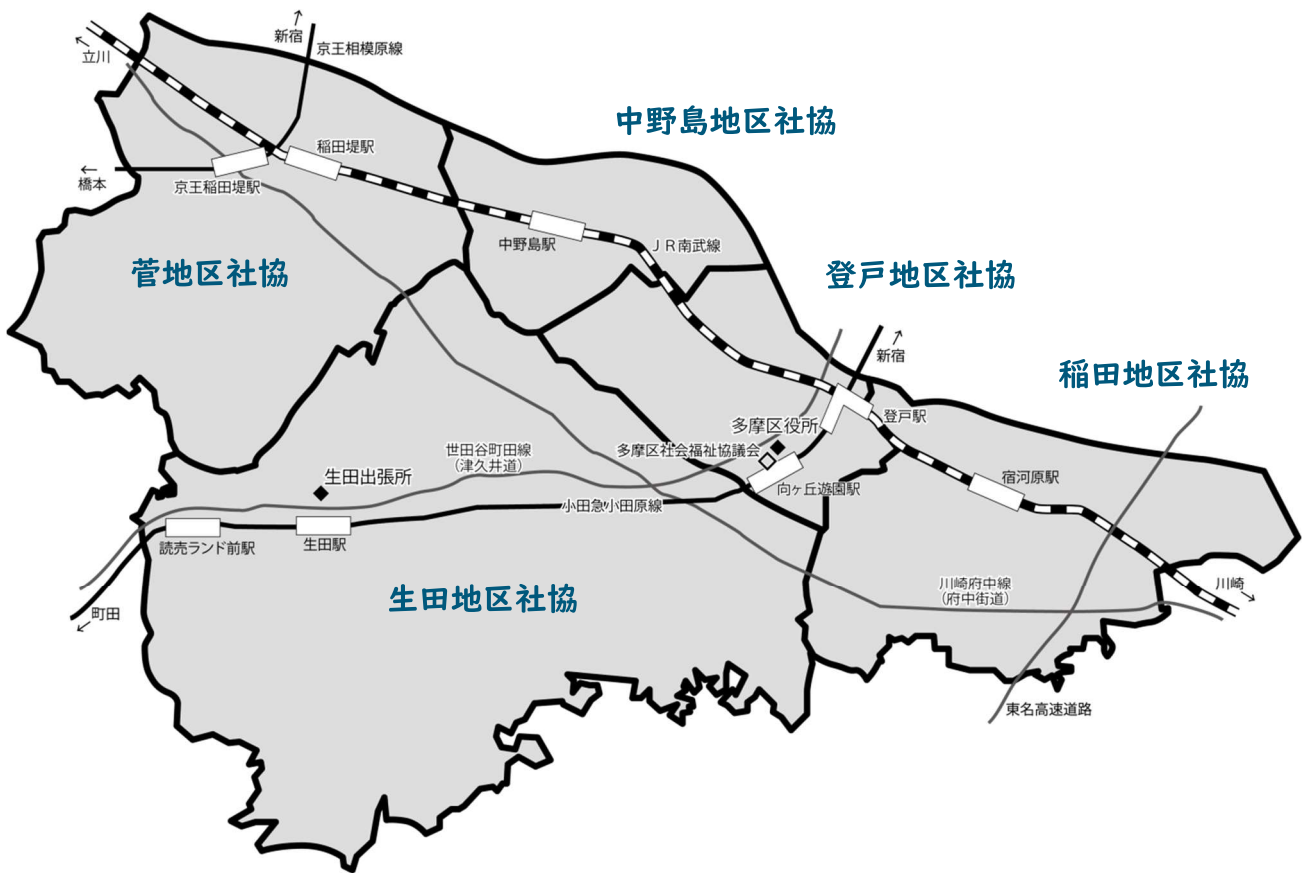 ↑
新宿
京王相模原線
←
立川
中野島地区社協
稲田堤駅
←
橋本
京王稲田堤駅
中野島駅
ＪＲ南武線
菅地区社協
登戸地区社協
↑
新宿
稲田地区社協
登戸駅
多摩区役所
世田谷町田線
（津久井道）
多摩区社会福祉協議会
生田出張所
向ヶ丘遊園駅
宿河原駅
小田急小田原線
読売ランド前駅
生田駅
川崎府中線
（府中街道）
川崎
→
生田地区社協
町田
←
東名高速道路